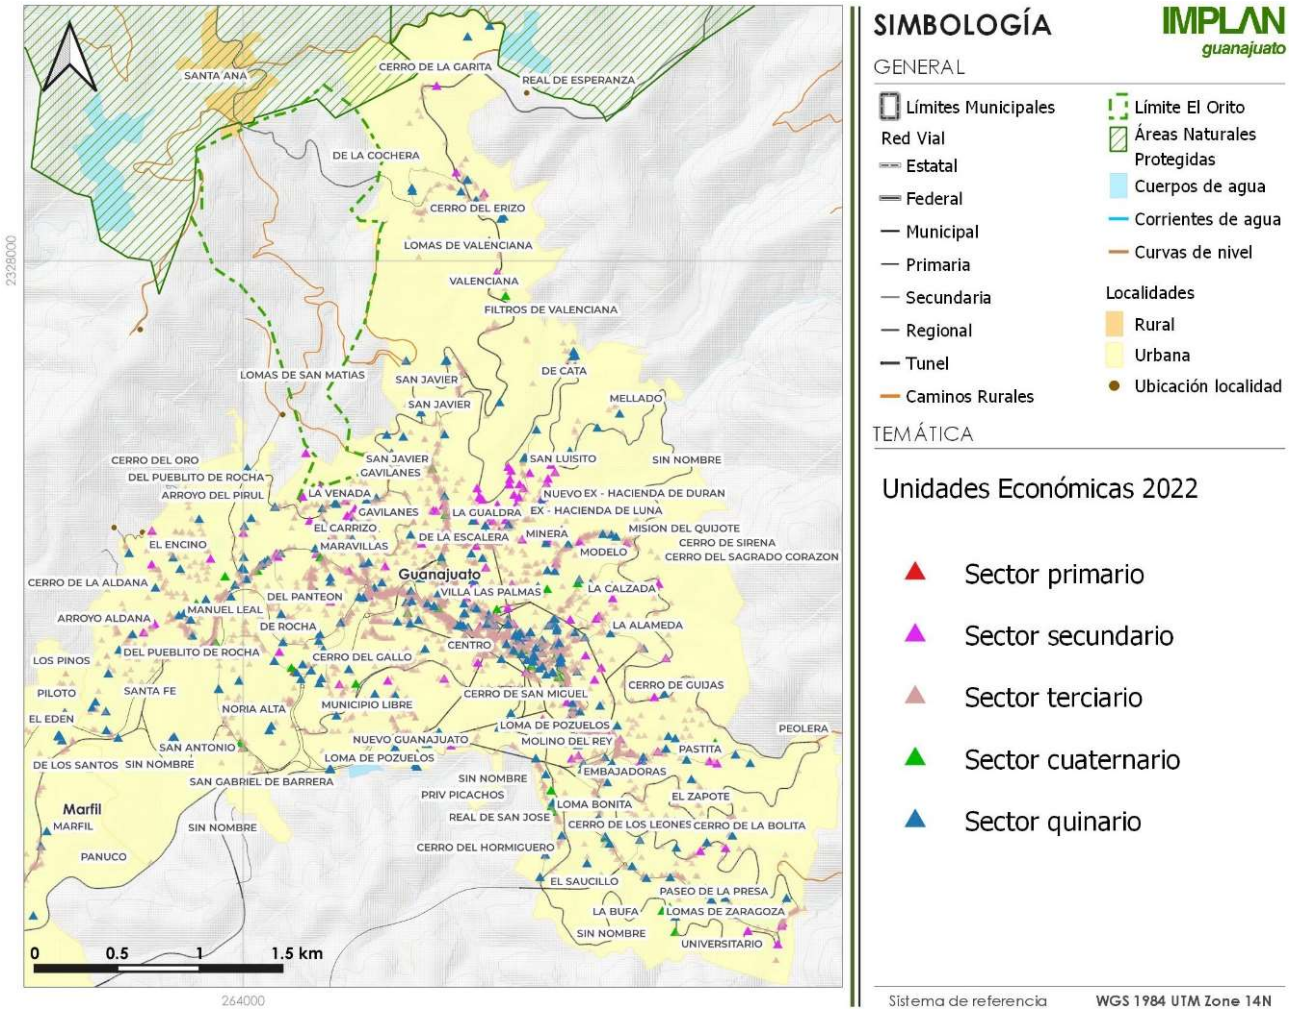 SANTA ANA
CERRO DE LA GARITA
REAL DE ESPERANZA
DE LA COCHERA
CERRO DEL ERIZO
LOMAS DE VALENCIANA
2328000
VALENCIANA
FILTROS DE VALENCIANA
LOMAS DE SAN MATIAS
SAN JAVIER
DE CATA
SAN JAVIER
MELLADO
CERRO DEL ORO
SAN JAVIER
SAN LUISITO
SIN NOMBRE
DEL PUEBLITO DE ROCHA
GAVILANES
ARROYO DEL PIRUL
LA VENADA
NUEVO EX - HACIENDA DE DURAN
GAVILANES
LA GUALDRA
EX - HACIENDA DE LUNA
EL CARRIZO
MISION DEL QUIJOTE
EL ENCINO
MARAVILLAS
DE LA ESCALERA
MINERA
CERRO DE SIRENA
MODELO
CERRO DEL SAGRADO CORAZON
CERRO DE LA ALDANA
Guanajuato
DEL PANTEON
VILLA LAS PALMAS
LA CALZADA
ARROYO ALDANA
MANUEL LEAL
DE ROCHA
LA ALAMEDA
CENTRO
LOS PINOS
DEL PUEBLITO DE ROCHA
CERRO DEL GALLO
PILOTO
SANTA FE
CERRO DE SAN MIGUEL
CERRO DE GUIJAS
EL EDEN
NORIA ALTA
MUNICIPIO LIBRE
LOMA DE POZUELOS
PEOLERA
SAN ANTONIO
NUEVO GUANAJUATO
MOLINO DEL REY
PASTITA
DE LOS SANTOS
SIN NOMBRE
LOMA DE POZUELOS
SAN GABRIEL DE BARRERA
SIN NOMBRE
EMBAJADORAS
PRIV PICACHOS
EL ZAPOTE
Marfil
LOMA BONITA
MARFIL
SIN NOMBRE
REAL DE SAN JOSE
CERRO DE LOS LEONES
CERRO DE LA BOLITA
PANUCO
CERRO DEL HORMIGUERO
EL SAUCILLO
PASEO DE LA PRESA
LA BUFA
LOMAS DE ZARAGOZA
SIN NOMBRE
UNIVERSITARIO
0 0.5 1 1.5 km
264000
SIMBOLOGÍA
IMPLAN
guanajuato
GENERAL
Límites Municipales
Red Vial
Estatal
Federal
Municipal
Primaria
Secundaria
Regional
Tunel
Caminos Rurales
Límite El Orito
Áreas Naturales
Protegidas
Cuerpos de agua
Corrientes de agua
Curvas de nivel
Localidades
Rural
Urbana
Ubicación localidad
TEMÁTICA
Unidades Económicas 2022
Sector primario
Sector secundario
Sector terciario
Sector cuaternario
Sector quinario
Sistema de referencia
WGS 1984 UTM Zone 14N